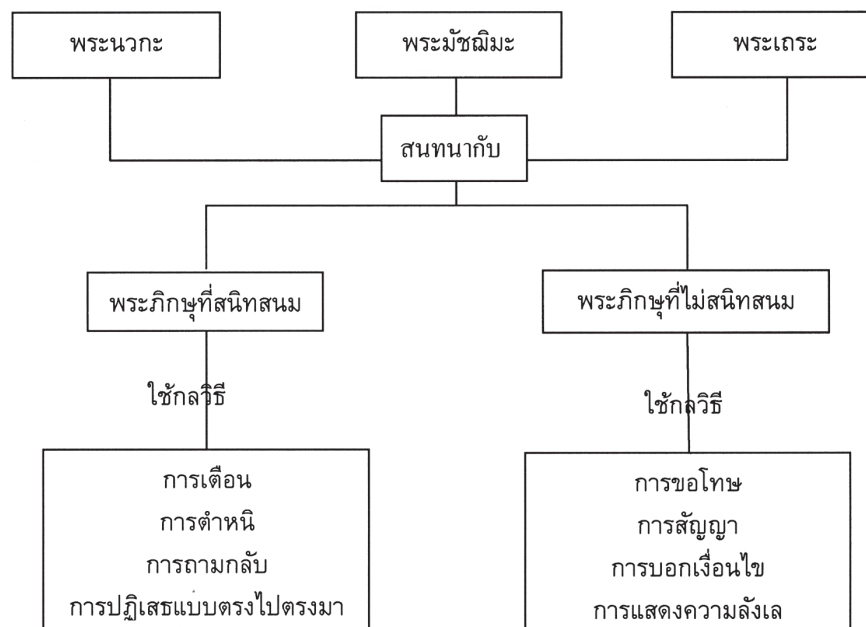 พระนวกะ
พระมัชฌิมะ
พระเถระ
สนทนากับ
พระภิกษุที่สนิทสนม
พระภิกษุที่ไม่สนิทสนม
ใช้กลวิธี
ใช้กลวิธี
การเตือน
การตำหนิ
การถามกลับ
การปฏิเสธแบบตรงไปตรงมา
การขอโทษ
การสัญญา
การบอกเงื่อนไข
การแสดงความลังเล